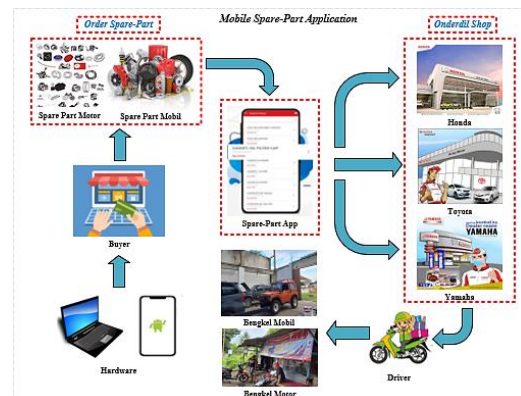 Mobile Spare-Part Application
Order Spare-Part
Onderdil Shop
Spare Part Motor
Spare Part Mobil
Honda
Spare-Part App
Toyota
YAMAHA
Yamaha
Buyer
Bengkel Mobil
Hardware
Bengkel Motor
Driver